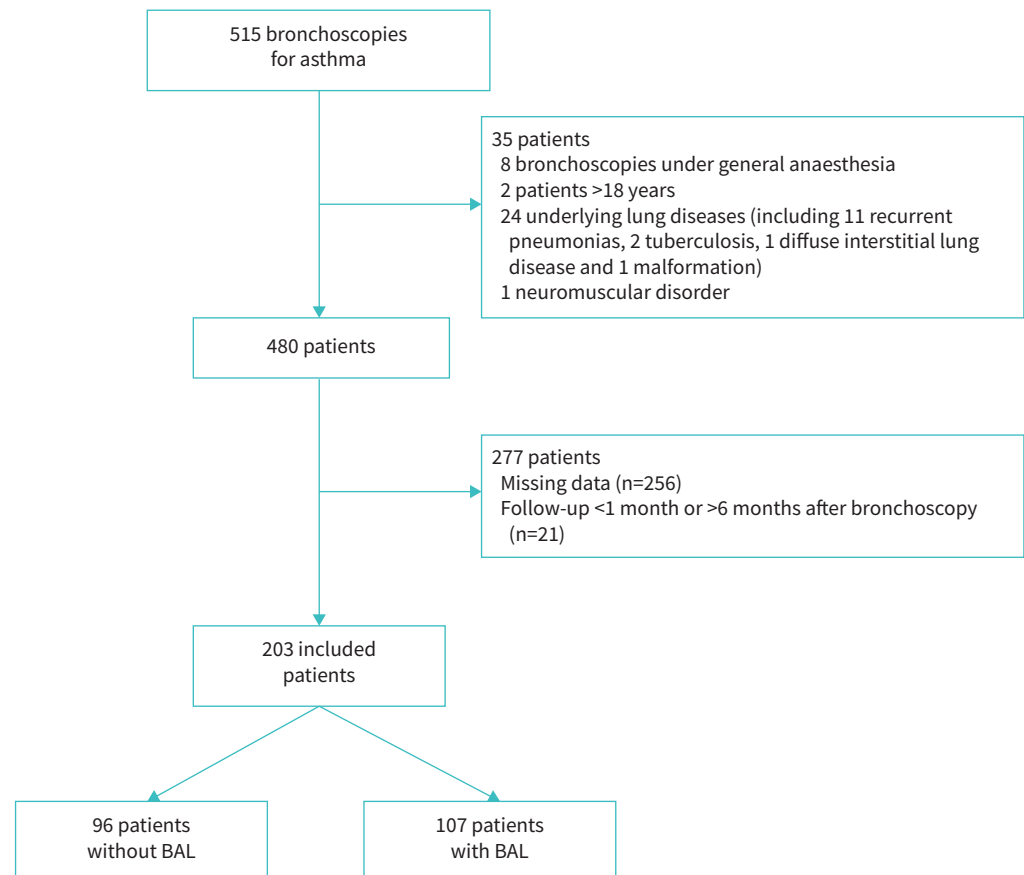 515 bronchoscopies
for asthma
35 patients
8 bronchoscopies under general anaesthesia
2 patients >18 years
24 underlying lung diseases (including 11 recurrent
pneumonias, 2 tuberculosis, 1 diffuse interstitial lung
disease and 1 malformation)
1 neuromuscular disorder
480 patients
277 patients
Missing data (n=256)
Follow-up <1 month or >6 months after bronchoscopy
(n=21)
203 included
patients
96 patients
without BAL
107 patients
with BAL